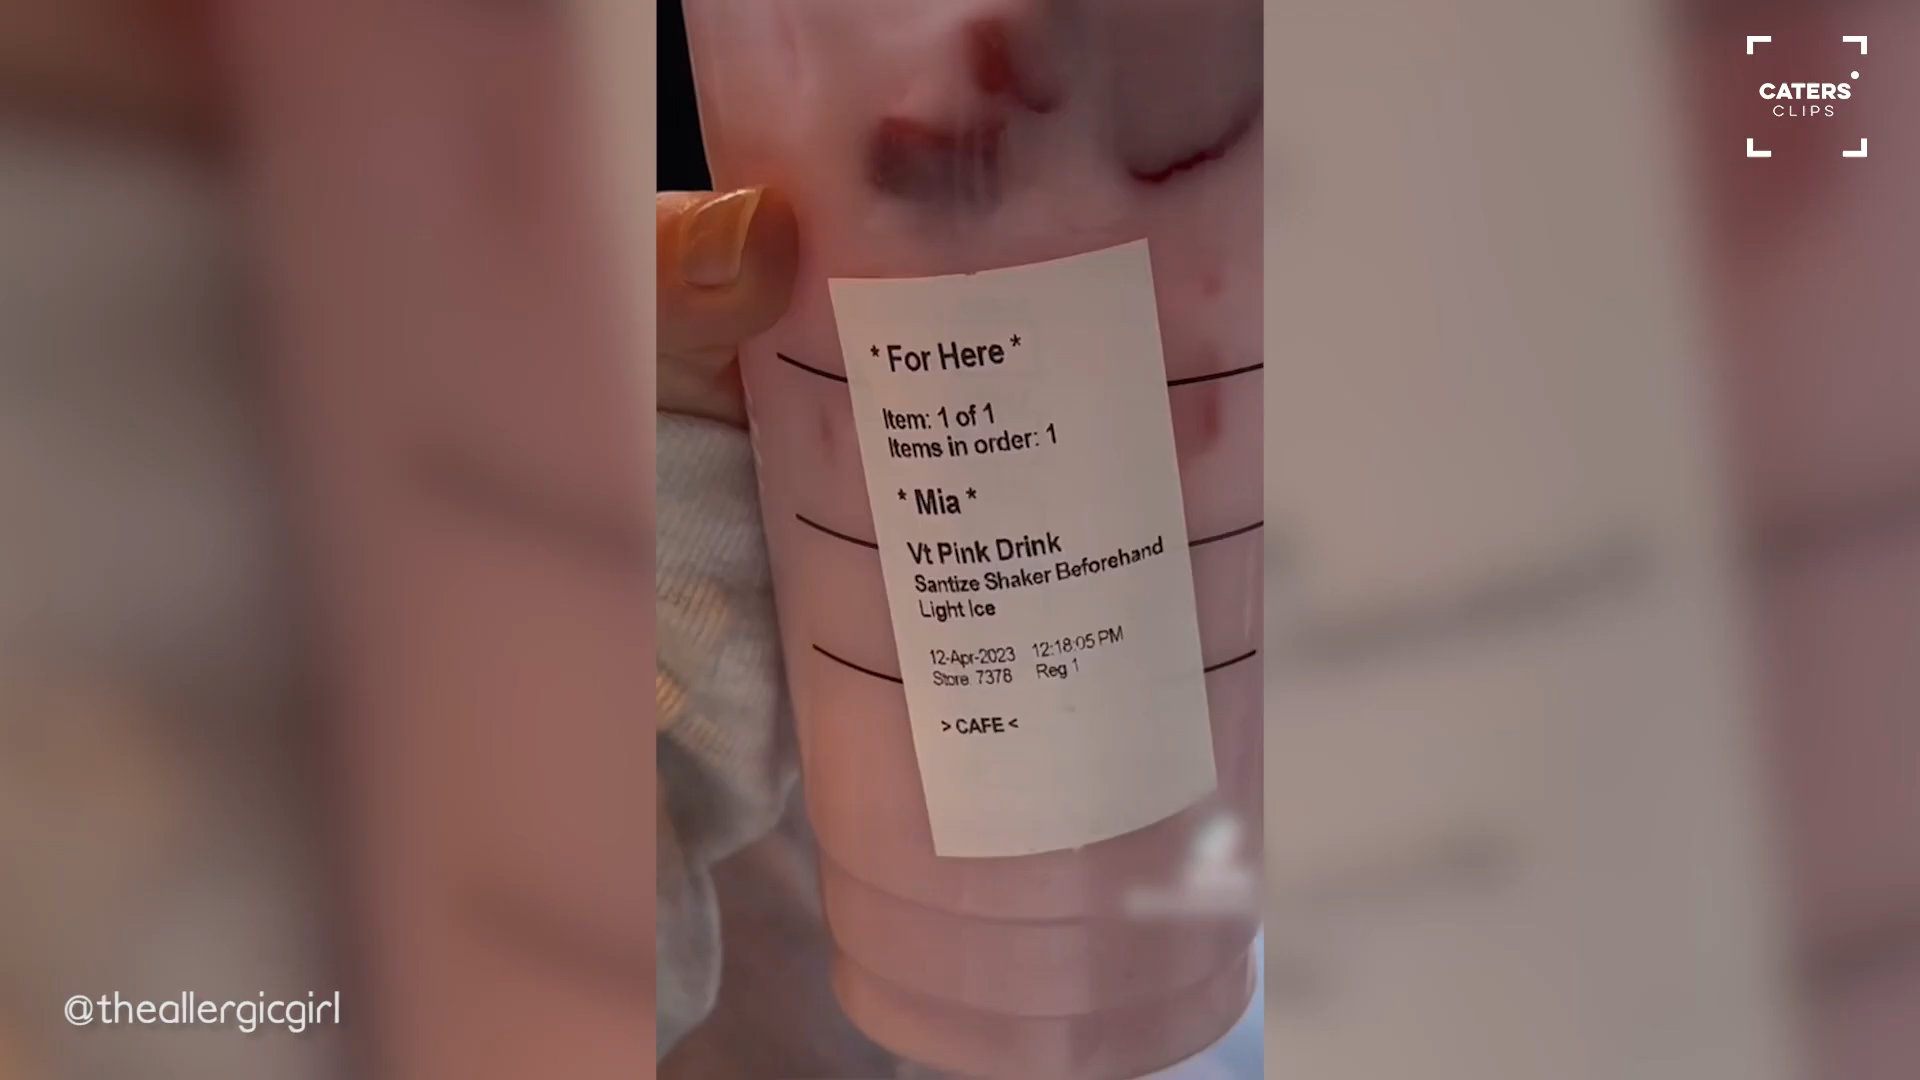 CATERS
CLIPS
* For Here *
Item: 1 of 1
Items in order: 1
* Mia *
Vt Pink Drink
Santize Shaker Beforehand
Light Ice
12-Apr-2023 12:18:05 PM
Store 7378 Reg 1
> CAFE <
@theallergicgirl